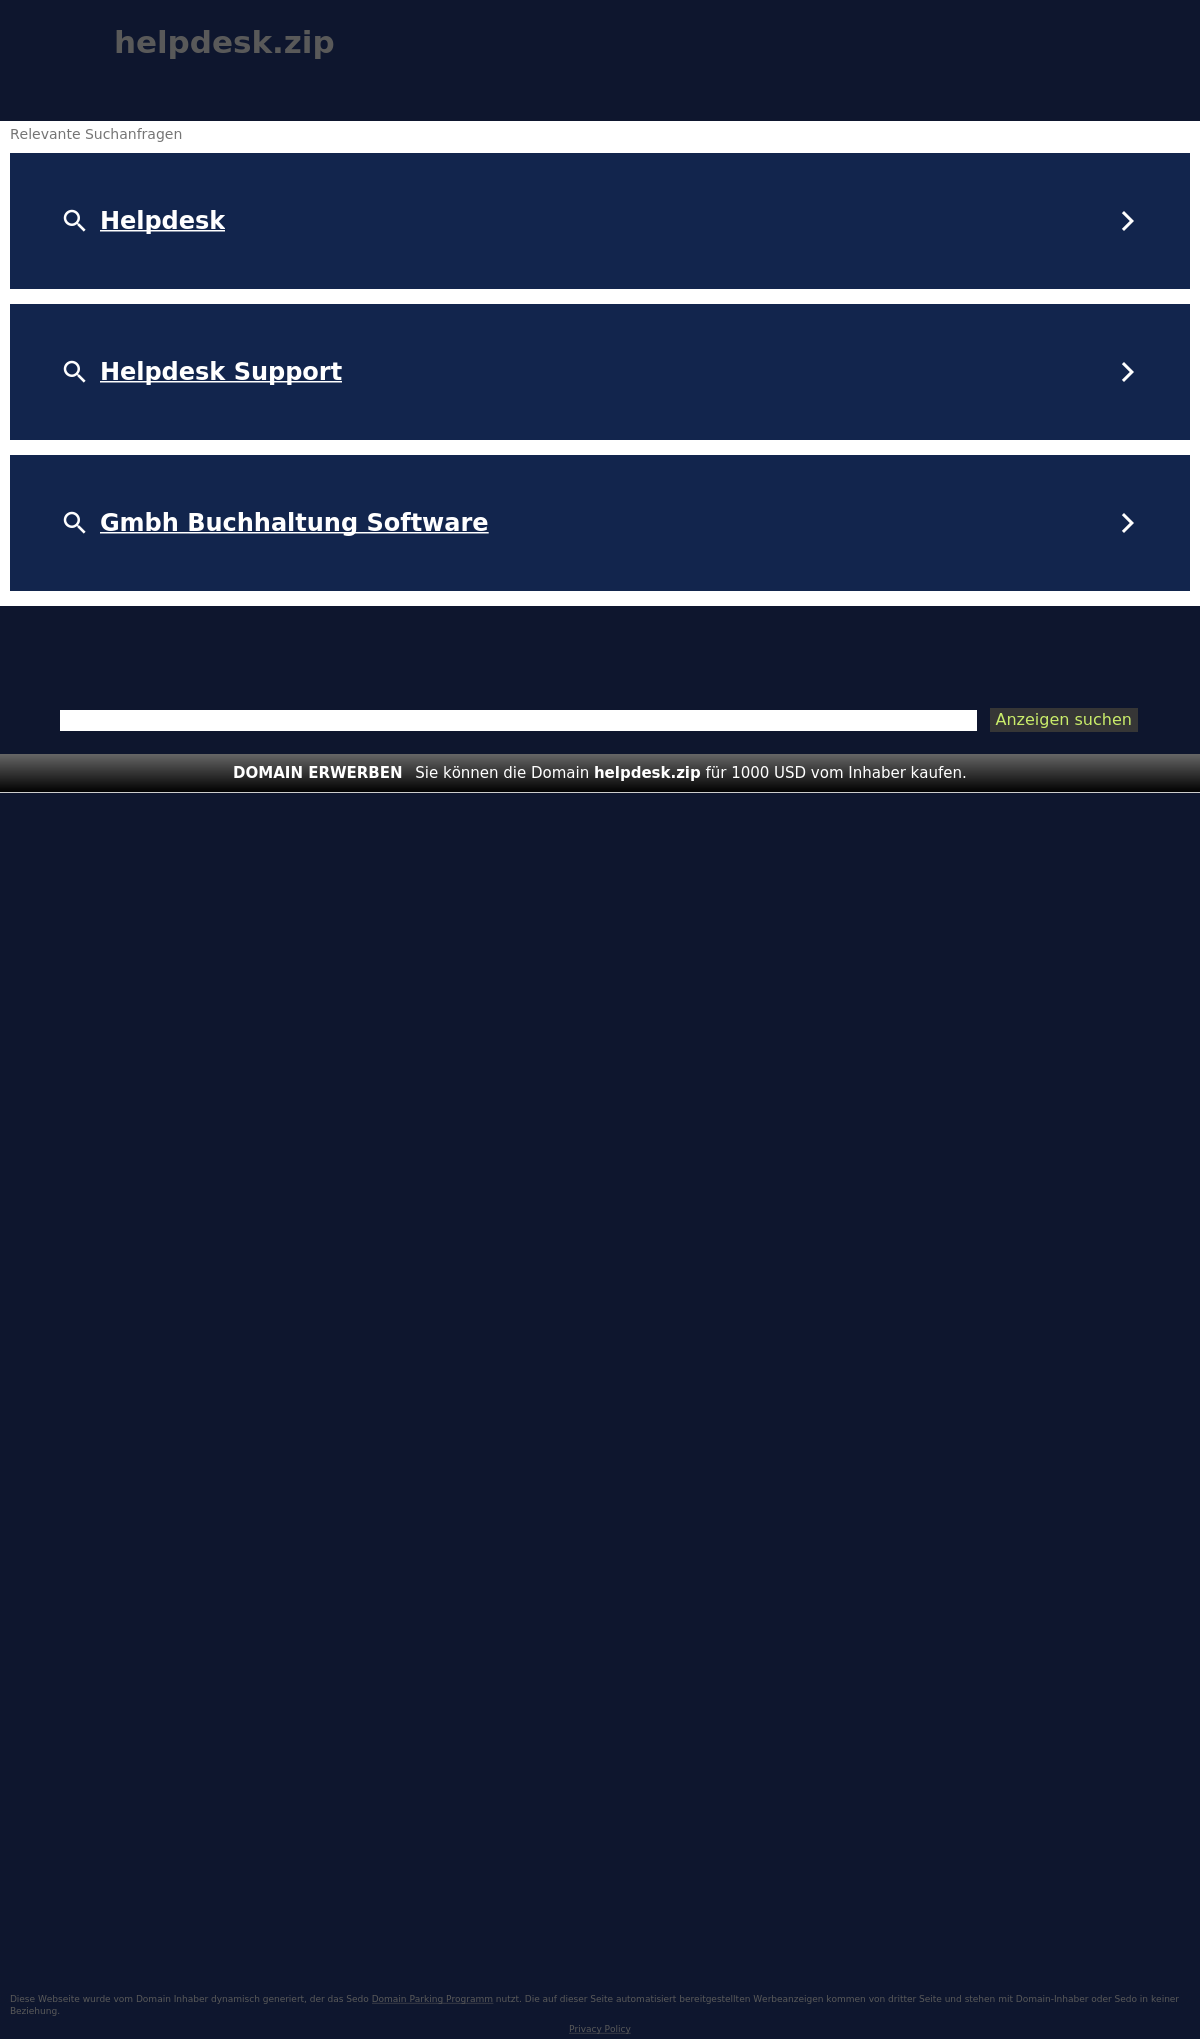 helpdesk.zip
Relevante Suchanfragen
Helpdesk
Helpdesk Support
Gmbh Buchhaltung Software
Anzeigen suchen
DOMAIN ERWERBEN Sie können die Domain helpdesk.zip für 1000 USD vom Inhaber kaufen.
Diese Webseite wurde vom Domain Inhaber dynamisch generiert, der das Sedo Domain Parking Programm nutzt. Die auf dieser Seite automatisiert bereitgestellten Werbeanzeigen kommen von dritter Seite und stehen mit Domain-Inhaber oder Sedo in keiner
Beziehung.
Privacy Policy